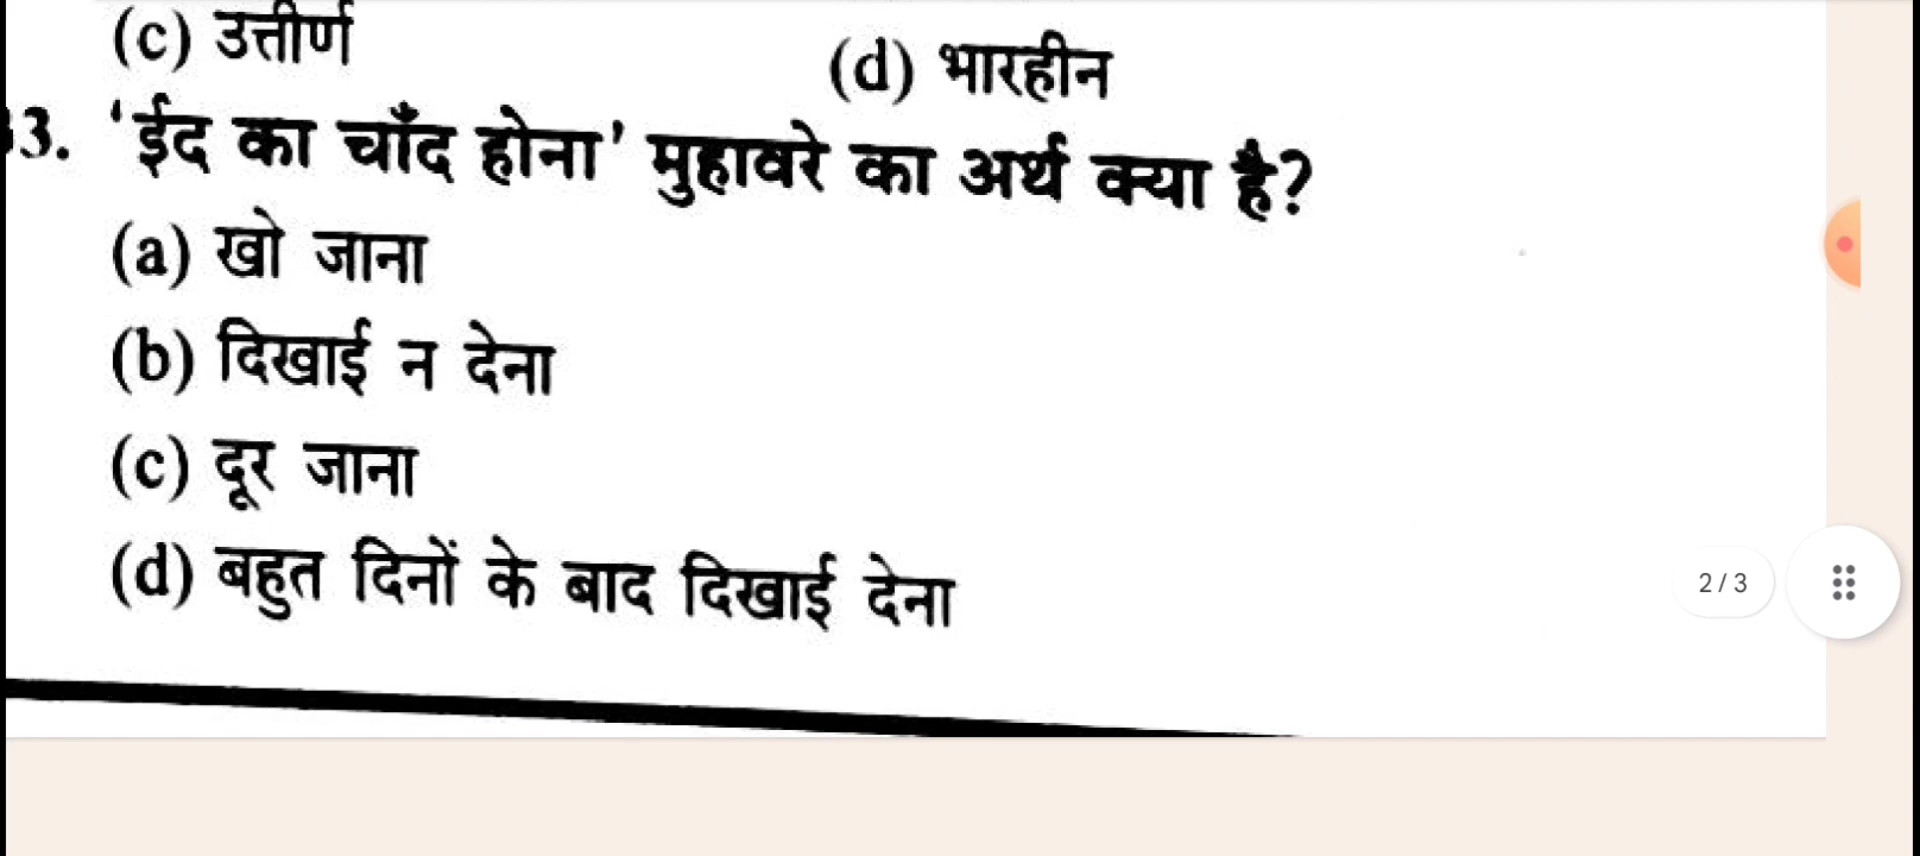 (c) उत्तीर्ण
(d) भारहीन
3. ‘ईद का चाँद होना’ मुहावरे का अर्थ क्या है?
(a) खो जाना
(b) दिखाई न देना
(c) दूर जाना
(d) बहुत दिनों के बाद दिखाई देना
2 / 3